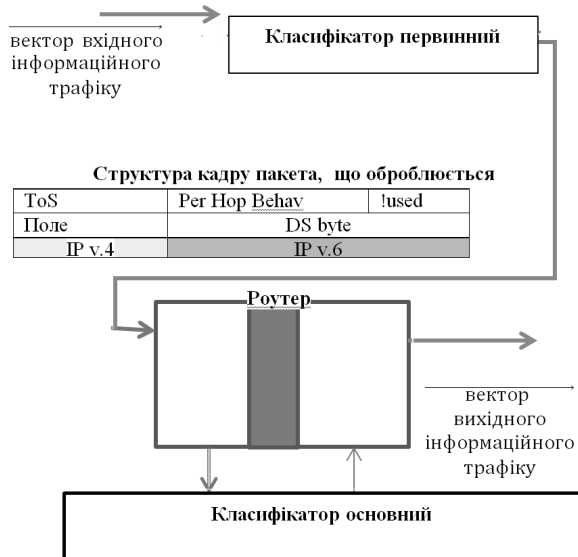 вектор вхідного
інформаційного
трафіку
Класифікатор первинний
Структура кадру пакета, що оброблюється
ToS Per Hop Behav !used
Поле DS byte
IP v.4 IP v.6
Роутер
вектор
вихідного
інформаційного
трафіку
Класифікатор основний